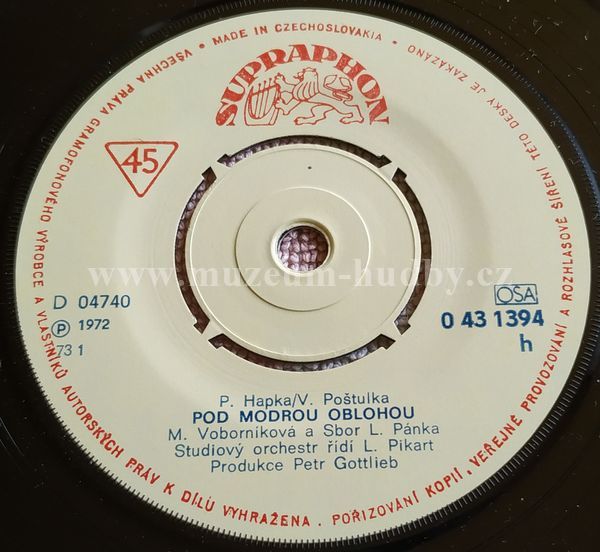 VŠECHNA PRÁVA GRAMOFONOVÉHO VÝROBCE A VLASTNÍKŮ AUTORSKÝCH PRÁV K DÍLU VYHRAŽENA . POŘIZOVÁNÍ KOPIÍ, VEŘEJNÉ PROVOZOVÁNÍ A ROZHLASOVÉ ŠÍŘENÍ TÉTO DESKY JE ZAKÁZÁNO
• MADE IN CZECHOSLOVAKIA •
SUPRAPHON
45
www.muzeum-hudby.cz
D 04740
Ⓟ 1972
73 1
OSA
0 43 1394
h
P. Hapka/V. Poštulka
POD MODROU OBLOHOU
M. Voborníková a Sbor L. Pánka
Studiový orchestr řídí L. Pikart
Produkce Petr Gottlieb